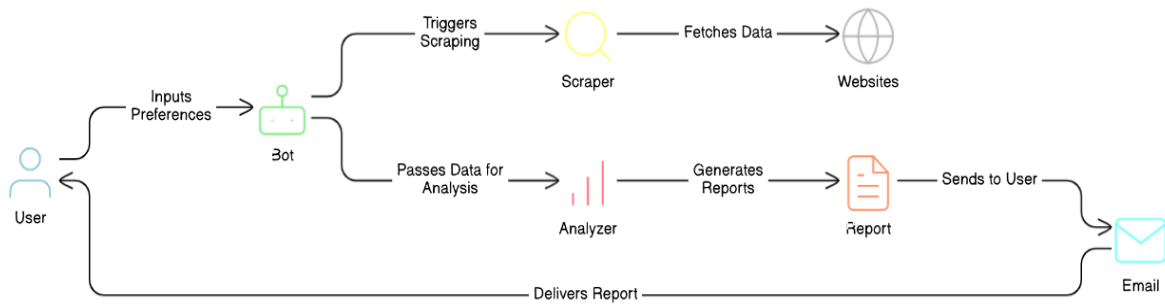 Triggers
Scraping
Fetches Data
Scraper
Websites
Inputs
Preferences
Bot
Passes Data for
Analysis
Generates
Reports
Sends to User
User
Analyzer
Report
Email
Delivers Report